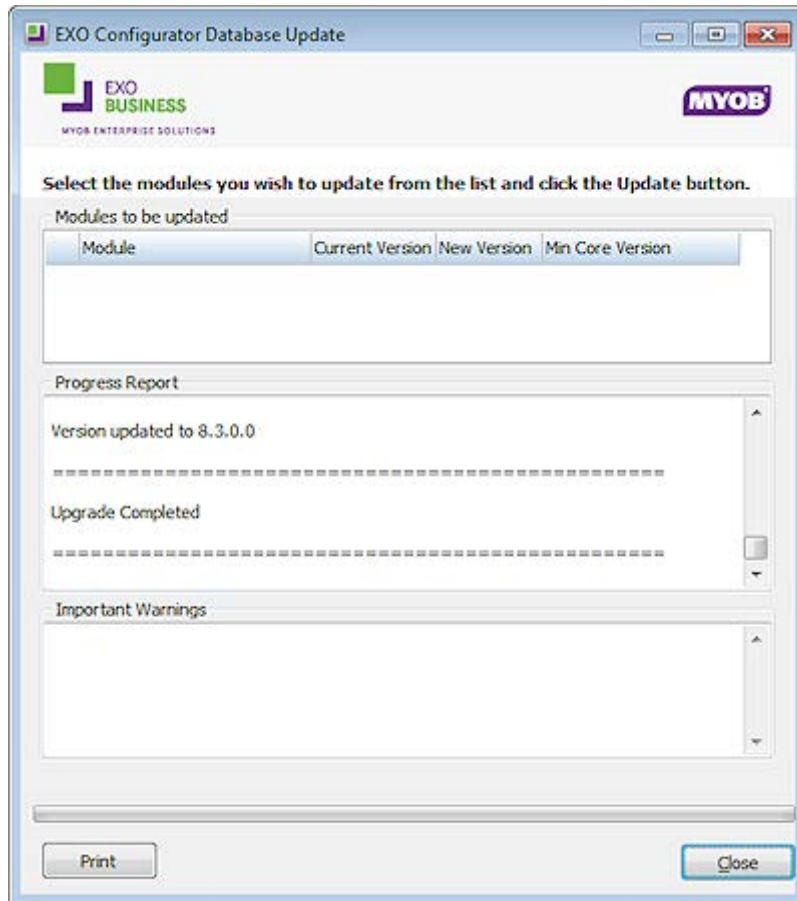 EXO Configurator Database Update
EXO
BUSINESS
MYOB ENTERPRISE SOLUTIONS
MYOB
Select the modules you wish to update from the list and click the Update button.
Modules to be updated
Module Current Version New Version Min Core Version
Progress Report
Version updated to 8.3.0.0
=================================================
Upgrade Completed
=================================================
Important Warnings
Print Close